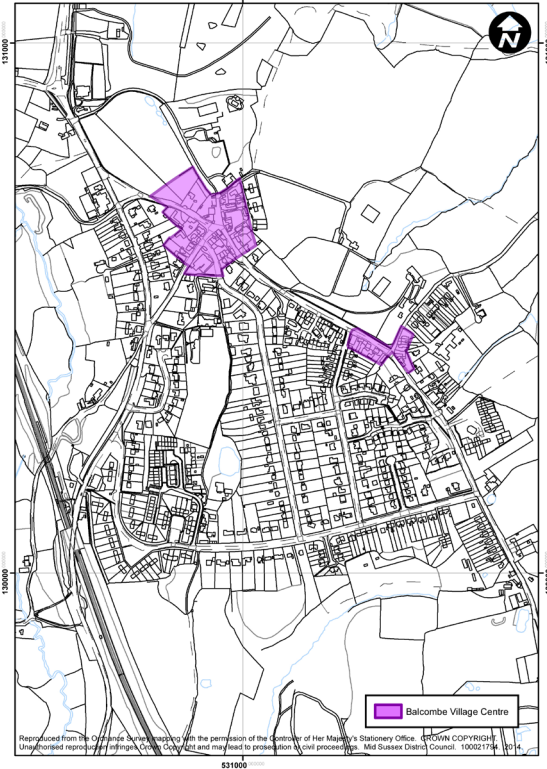 131000
N
130000
Balcombe Village Centre
Reproduced from the Ordnance Survey mapping with the permission of the Controller of Her Majesty's Stationery Office. CROWN COPYRIGHT.
Unauthorised reproduction infringes Crown Copyright and may lead to prosecution or civil proceedings. Mid Sussex District Council. 100021794, 2014.
531000